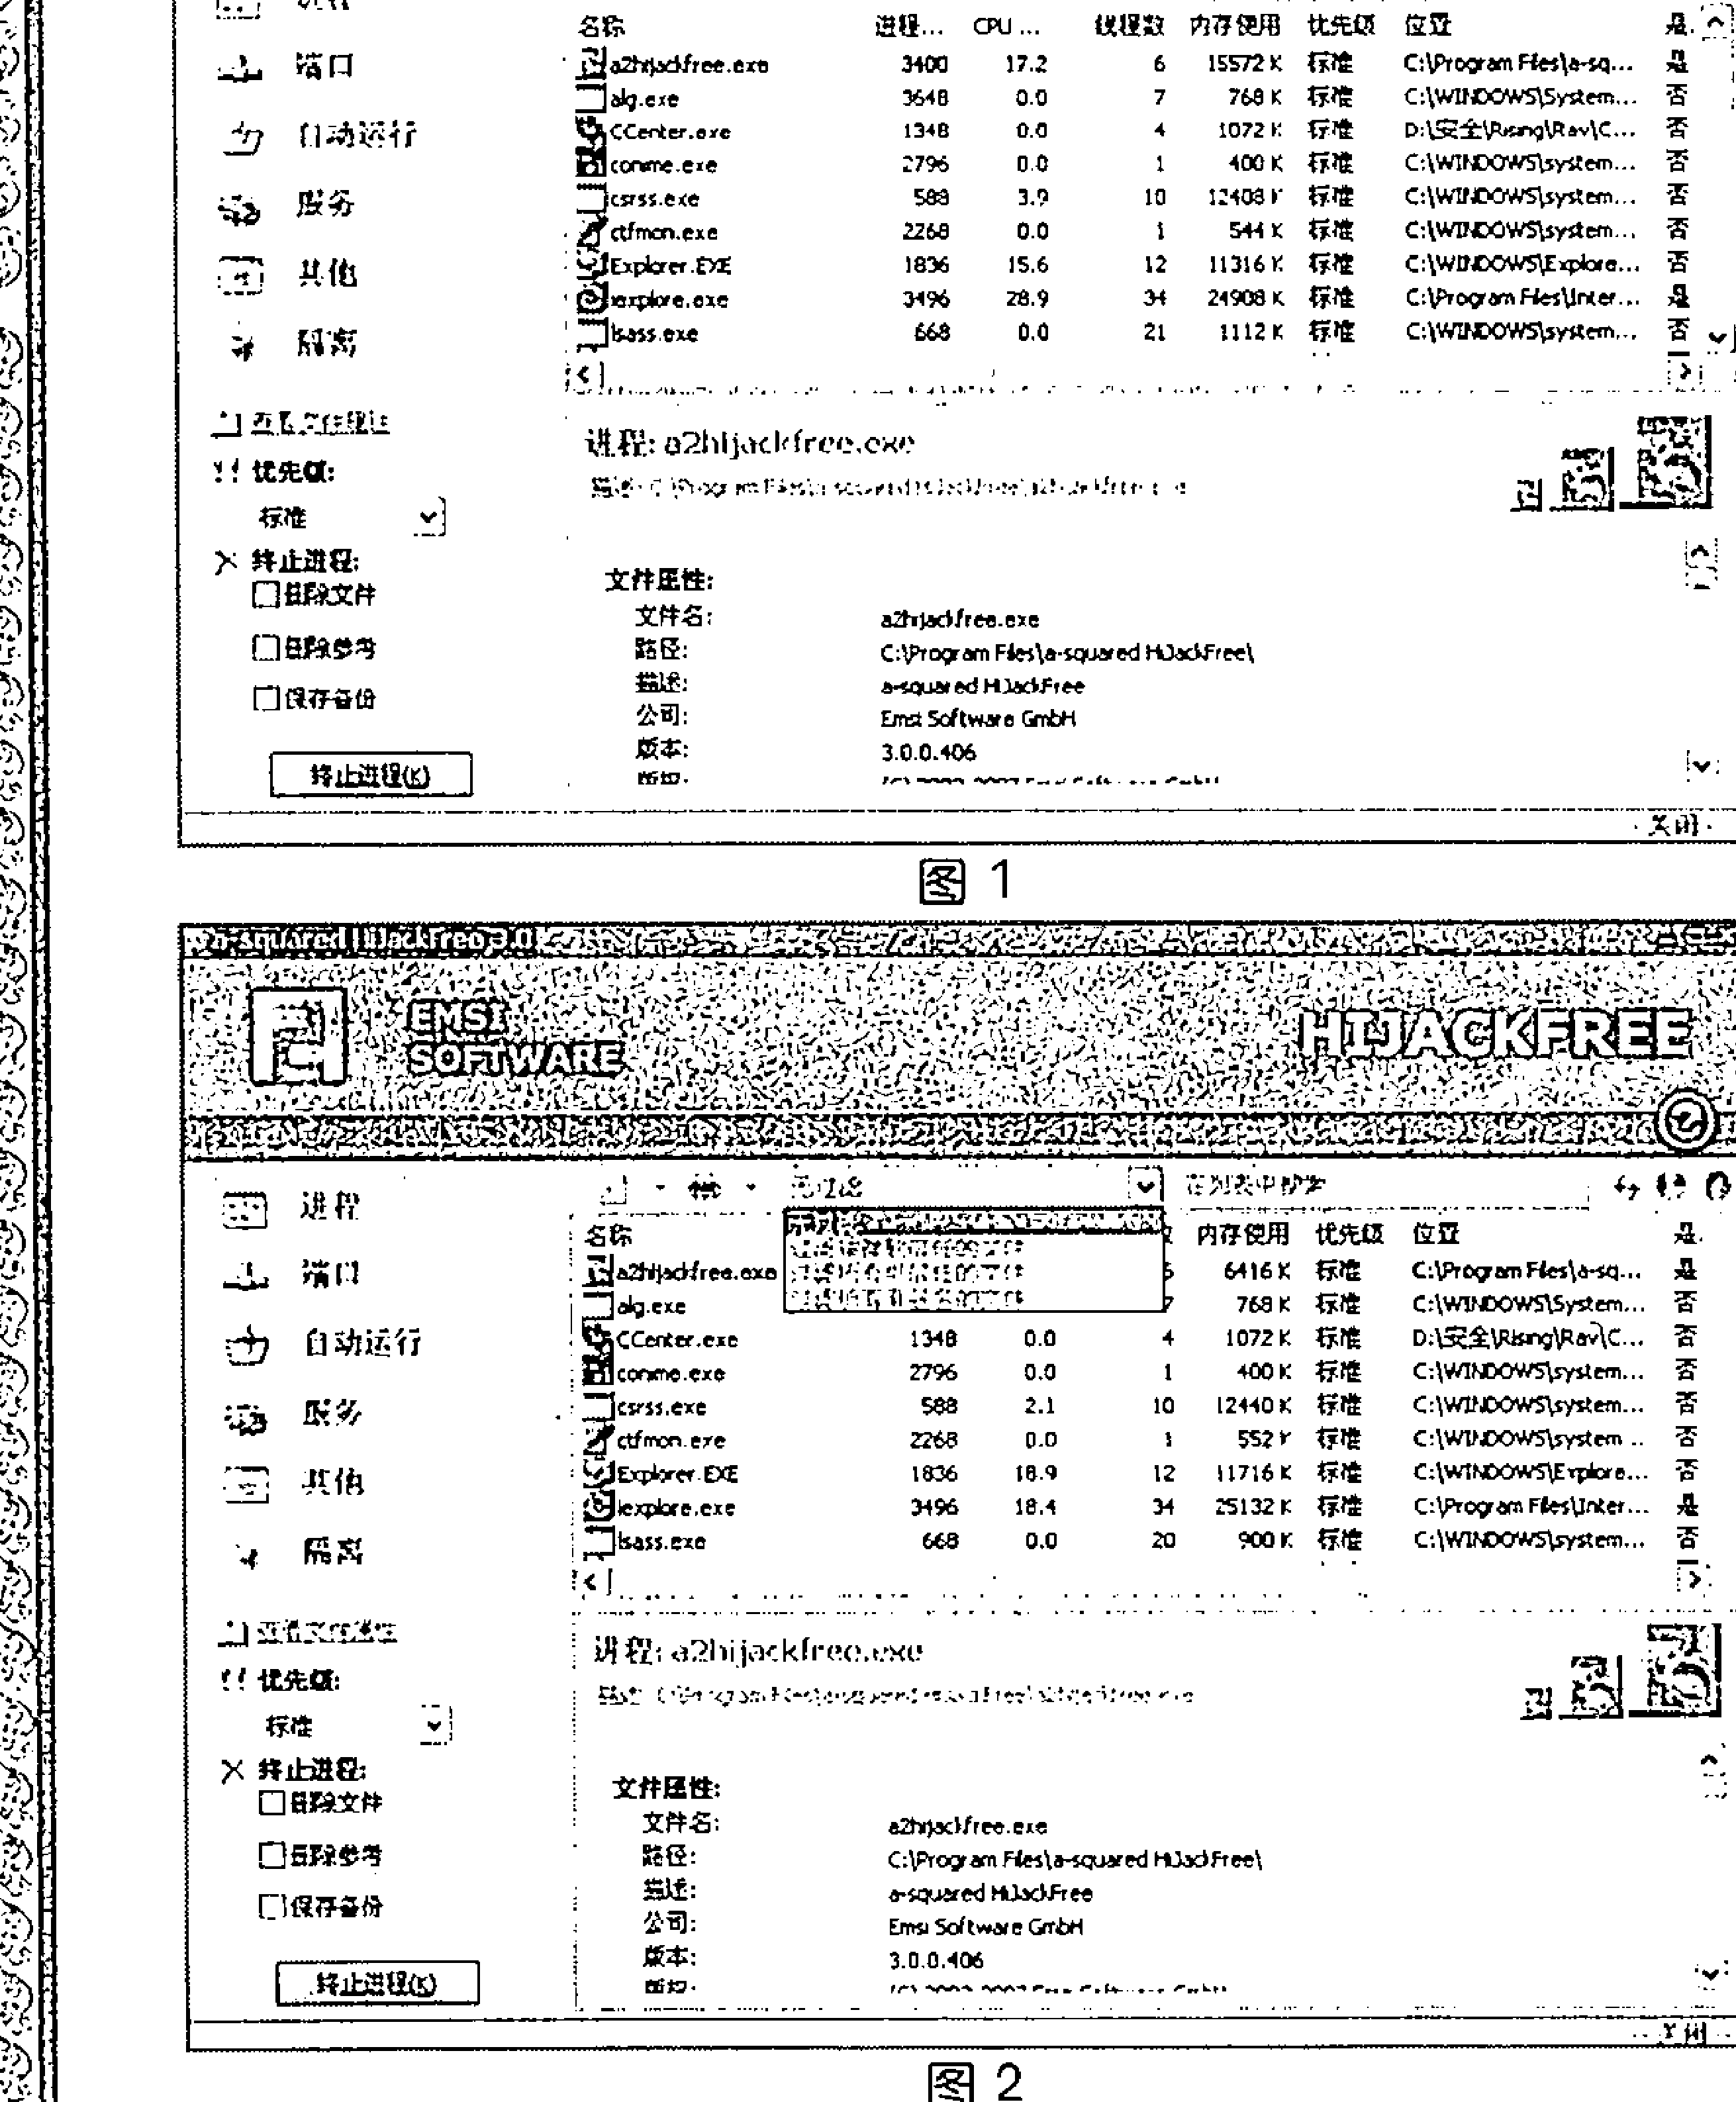 名称 进程... CPU ... 线程数 内存使用 优先级 位置 是.
端口
a2hijackfree.exe 3400 17.2 6 15572 K 标准 C:\Program Files\a-sq... 是
alg.exe 3648 0.0 7 768 K 标准 C:\WINDOWS\System... 否
自动运行
CCenter.exe 1348 0.0 4 1072 K 标准 D:\安全\Rising\Rav\C... 否
conime.exe 2796 0.0 1 400 K 标准 C:\WINDOWS\system... 否
服务
csrss.exe 588 3.9 10 12408 K 标准 C:\WINDOWS\system... 否
ctfmon.exe 2268 0.0 1 544 K 标准 C:\WINDOWS\system... 否
其他
Explorer.EXE 1836 15.6 12 11316 K 标准 C:\WINDOWS\Explore... 否
iexplore.exe 3496 28.9 34 24908 K 标准 C:\Program Files\Inter... 是
隔离
lsass.exe 668 0.0 21 1112 K 标准 C:\WINDOWS\system... 否
进程: a2hijackfree.exe
优先级:
标准
终止进程:
删除文件
删除参考
保存备份
终止进程(K)
文件属性:
文件名: a2hijackfree.exe
路径: C:\Program Files\a-squared HiJackFree\
描述: a-squared HiJackFree
公司: Emsi Software GmbH
版本: 3.0.0.406
关闭
图 1
a-squared HiJackFree 3.0
EMSI
SOFTWARE
HIJACKFREE
进程
在列表中搜索
名称 内存使用 优先级 位置 是.
端口
a2hijackfree.exe 6416 K 标准 C:\Program Files\a-sq... 是
alg.exe 7 768 K 标准 C:\WINDOWS\System... 否
自动运行
CCenter.exe 1348 0.0 4 1072 K 标准 D:\安全\Rising\Rav\C... 否
conime.exe 2796 0.0 1 400 K 标准 C:\WINDOWS\system... 否
服务
csrss.exe 588 2.1 10 12440 K 标准 C:\WINDOWS\system... 否
ctfmon.exe 2268 0.0 1 552 K 标准 C:\WINDOWS\system... 否
其他
Explorer.EXE 1836 18.9 12 11716 K 标准 C:\WINDOWS\Explore... 否
iexplore.exe 3496 18.4 34 25132 K 标准 C:\Program Files\Inter... 是
隔离
lsass.exe 668 0.0 20 900 K 标准 C:\WINDOWS\system... 否
进程: a2hijackfree.exe
优先级:
标准
终止进程:
删除文件
删除参考
保存备份
终止进程(K)
文件属性:
文件名: a2hijackfree.exe
路径: C:\Program Files\a-squared HiJackFree\
描述: a-squared HiJackFree
公司: Emsi Software GmbH
版本: 3.0.0.406
关闭
图 2